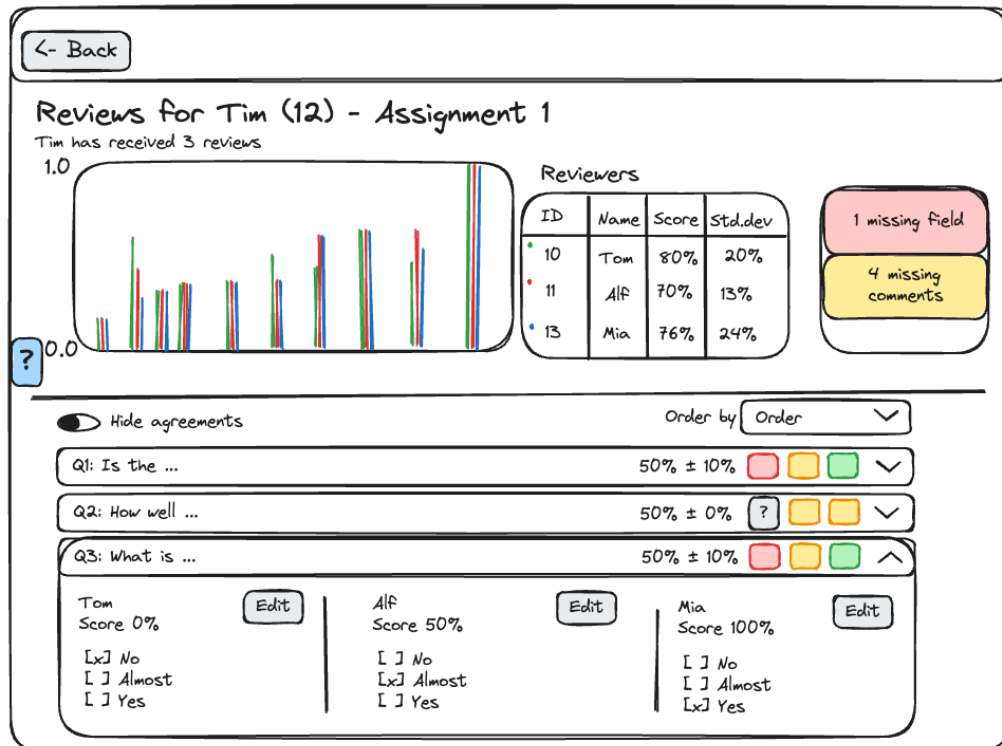 <- Back
Reviews for Tim (12) - Assignment 1
Tim has received 3 reviews
1.0
0.0
?
Reviewers
ID Name Score Std.dev
10 Tom 80% 20%
11 Alf 70% 13%
13 Mia 76% 24%
1 missing field
4 missing
comments
Hide agreements
Order by Order
Q1: Is the ... 50% ± 10%
Q2: How well ... 50% ± 0% ?
Q3: What is ... 50% ± 10%
Tom Edit
Score 0%
[x] No
[ ] Almost
[ ] Yes
Alf Edit
Score 50%
[ ] No
[x] Almost
[ ] Yes
Mia Edit
Score 100%
[ ] No
[ ] Almost
[x] Yes